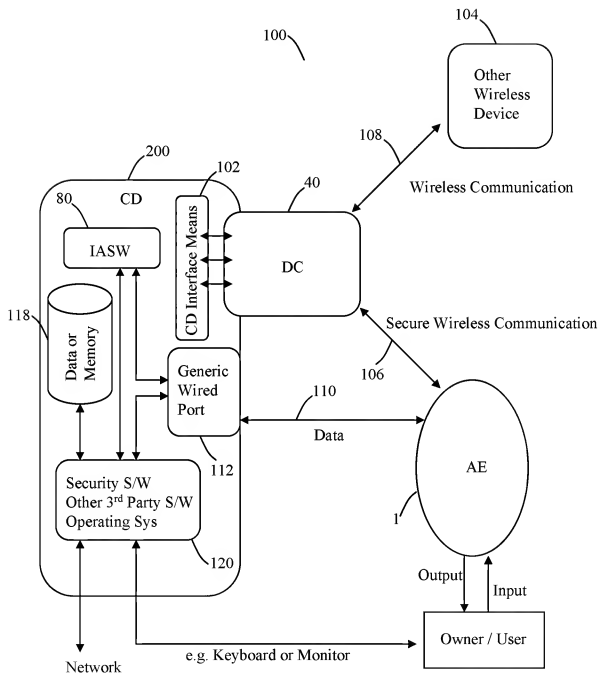 100
104
Other
Wireless
Device
108
Wireless Communication
200
CD
102
40
80
IASW
CD Interface Means
DC
118
Data or
Memory
Secure Wireless Communication
106
Generic
Wired
Port
110
Data
112
AE
1
Security S/W
Other 3rd Party S/W
Operating Sys
120
Output
Input
Owner / User
e.g. Keyboard or Monitor
Network